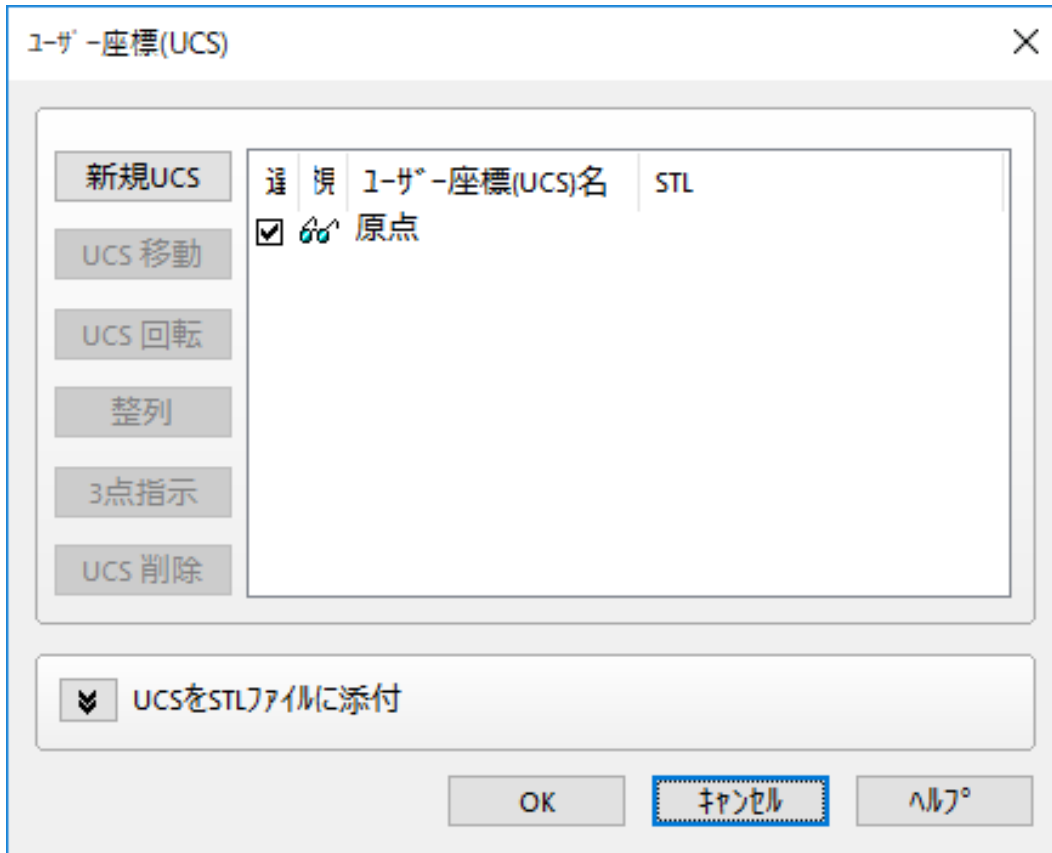 ﾕｰｻﾞｰ座標(UCS)
新規UCS
UCS 移動
UCS 回転
整列
3点指示
UCS 削除
ﾕｰｻﾞｰ座標(UCS)名 STL
原点
UCSをSTLﾌｧｲﾙに添付
OK ｷｬﾝｾﾙ ﾍﾙﾌﾟ